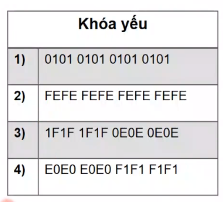 Khóa yếu
1) 0101 0101 0101 0101
2) FEFE FEFE FEFE FEFE
3) 1F1F 1F1F 0E0E 0E0E
4) E0E0 E0E0 F1F1 F1F1